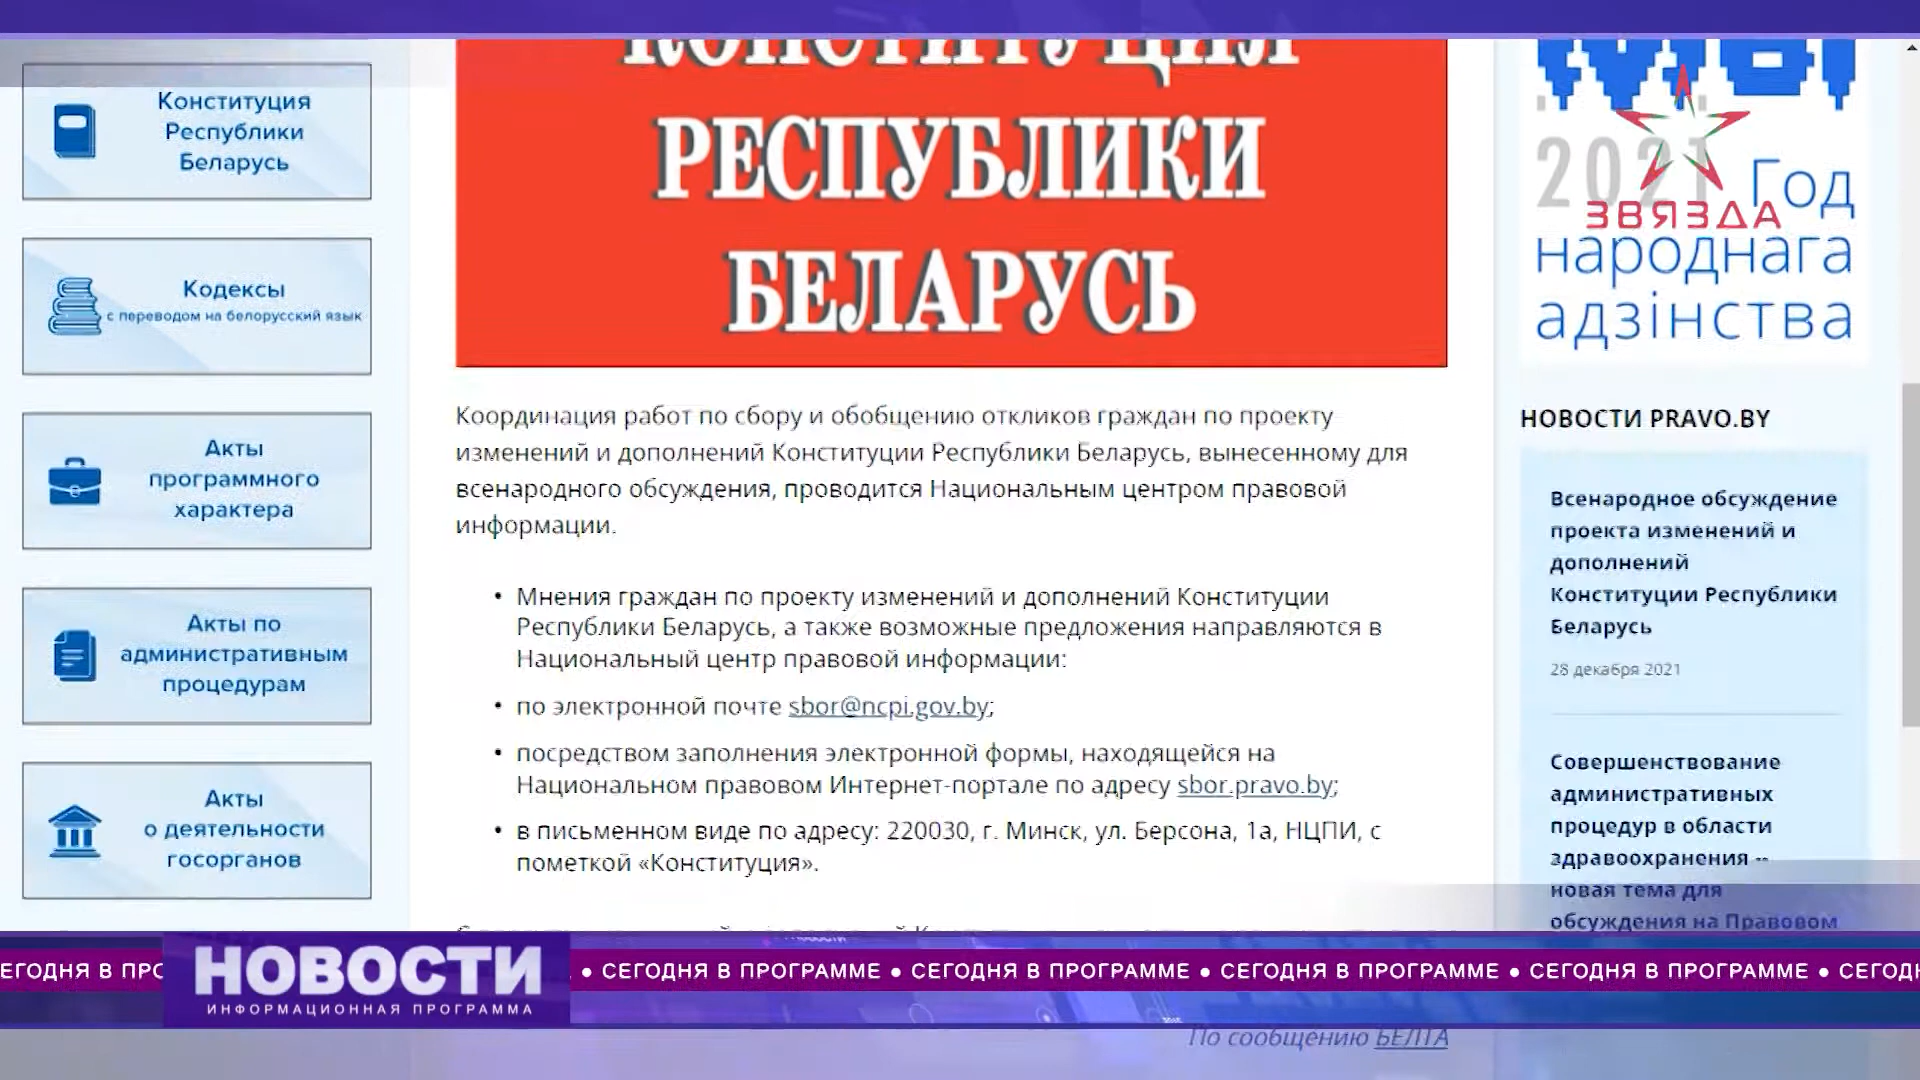 Конституция
Республики
Беларусь
Кодексы
с переводом на белорусский язык
Акты
программного
характера
Акты по
административным
процедурам
Акты
о деятельности
госорганов
КОНСТИТУЦИЯ
РЕСПУБЛИКИ
БЕЛАРУСЬ
Координация работ по сбору и обобщению откликов граждан по проекту
изменений и дополнений Конституции Республики Беларусь, вынесенному для
всенародного обсуждения, проводится Национальным центром правовой
информации.
• Мнения граждан по проекту изменений и дополнений Конституции
Республики Беларусь, а также возможные предложения направляются в
Национальный центр правовой информации:
• по электронной почте sbor@ncpi.gov.by;
• посредством заполнения электронной формы, находящейся на
Национальном правовом Интернет-портале по адресу sbor.pravo.by;
• в письменном виде по адресу: 220030, г. Минск, ул. Берсона, 1а, НЦПИ, с
пометкой «Конституция».
По сообщению БЕЛТА
2021
Год
народнага
адзінства
ЗВЯЗДА
НОВОСТИ PRAVO.BY
Всенародное обсуждение
проекта изменений и
дополнений
Конституции Республики
Беларусь
28 декабря 2021
Совершенствование
административных
процедур в области
здравоохранения –
новая тема для
обсуждения на Правовом
ЕГОДНЯ В ПРО
НОВОСТИ
ИНФОРМАЦИОННАЯ ПРОГРАММА
● СЕГОДНЯ В ПРОГРАММЕ ● СЕГОДНЯ В ПРОГРАММЕ ● СЕГОДНЯ В ПРОГРАММЕ ● СЕГОДНЯ В ПРОГРАММЕ ● СЕГОДН